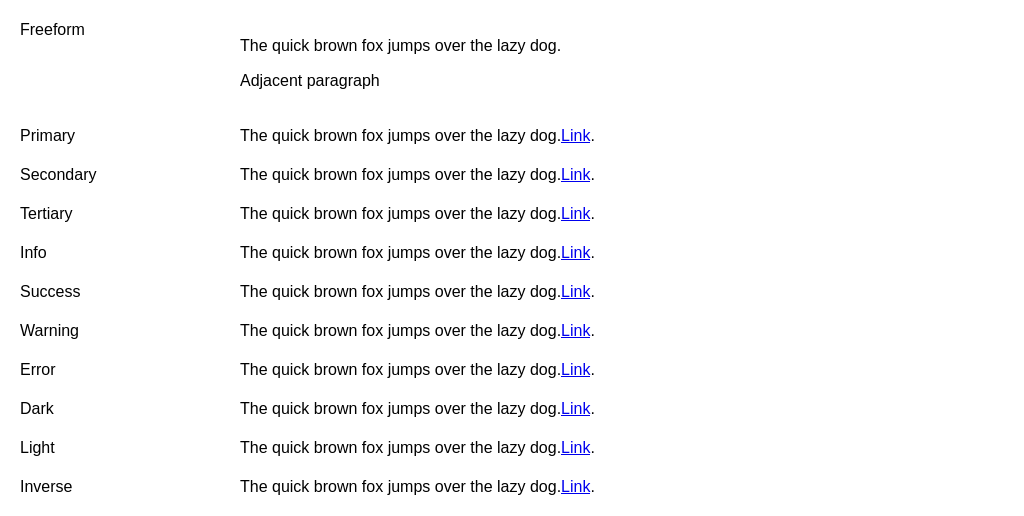 Freeform
The quick brown fox jumps over the lazy dog.
Adjacent paragraph
Primary The quick brown fox jumps over the lazy dog.Link.
Secondary The quick brown fox jumps over the lazy dog.Link.
Tertiary The quick brown fox jumps over the lazy dog.Link.
Info The quick brown fox jumps over the lazy dog.Link.
Success The quick brown fox jumps over the lazy dog.Link.
Warning The quick brown fox jumps over the lazy dog.Link.
Error The quick brown fox jumps over the lazy dog.Link.
Dark The quick brown fox jumps over the lazy dog.Link.
Light The quick brown fox jumps over the lazy dog.Link.
Inverse The quick brown fox jumps over the lazy dog.Link.